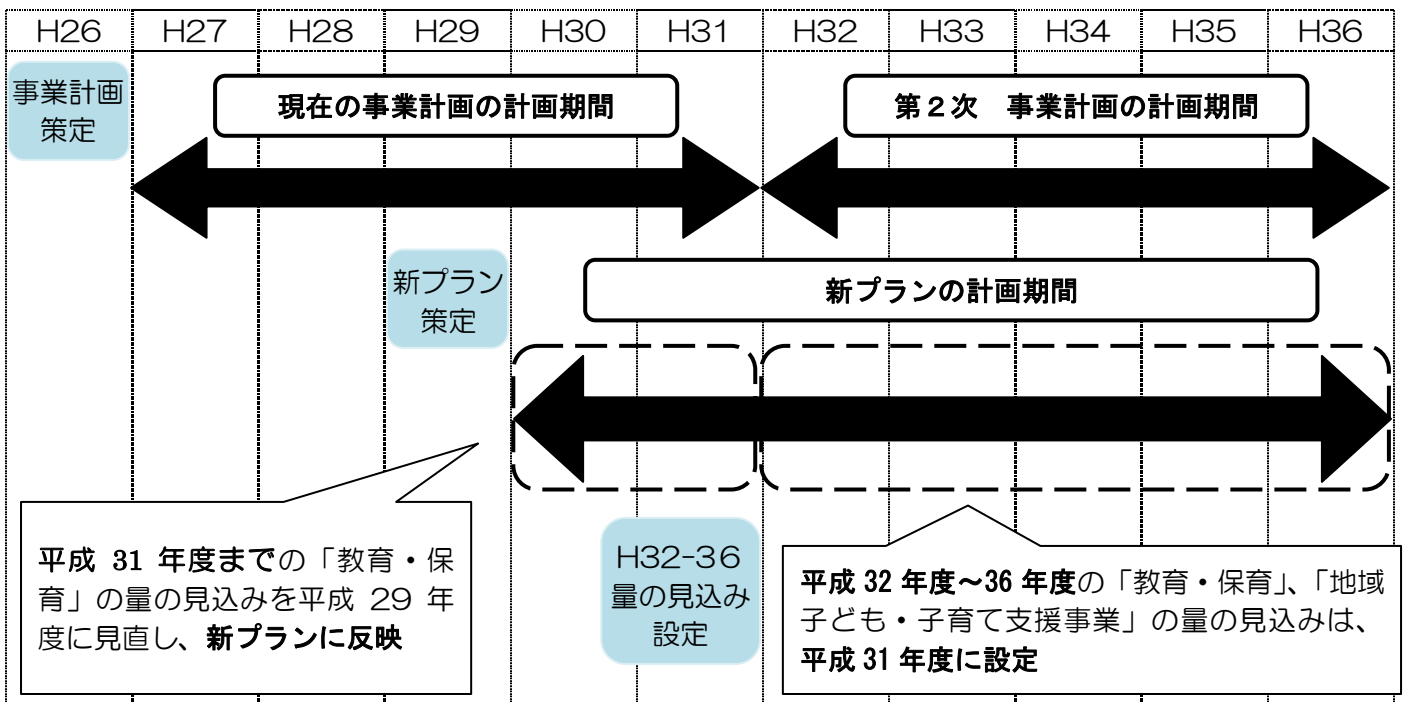 H26 H27 H28 H29 H30 H31 H32 H33 H34 H35 H36
事業計画
策定
現在の事業計画の計画期間
第２次　事業計画の計画期間
新プラン
策定
新プランの計画期間
平成 31 年度までの「教育・保
育」の量の見込みを平成 29 年
度に見直し、新プランに反映
H32-36
量の見込み
設定
平成 32 年度～36 年度の「教育・保育」、「地域
子ども・子育て支援事業」の量の見込みは、
平成 31 年度に設定